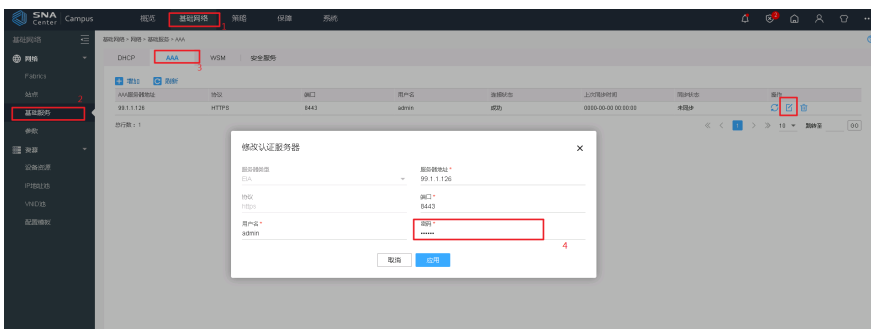 SNA Center Campus 概览 基础网络 策略 保障 系统
1
基础网络 基础网络 > 网络 > 基础服务 > AAA
网络 DHCP AAA WSM 安全服务
3
Fabrics 增加 刷新
站点 AAA服务器地址 协议 端口 用户名 连接状态 上次同步时间 同步状态 操作
2
基础服务 99.1.1.126 HTTPS 8443 admin 成功 0000-00-00 00:00:00 未同步
参数 总行数：1 1 10 跳转至 GO
资源
设备资源
IP地址池
VNID池
配置模板
修改认证服务器
服务器类型 服务器地址 *
EIA 99.1.1.126
协议 端口 *
https 8443
用户名 * 密码 *
admin ••••••
4
取消 应用